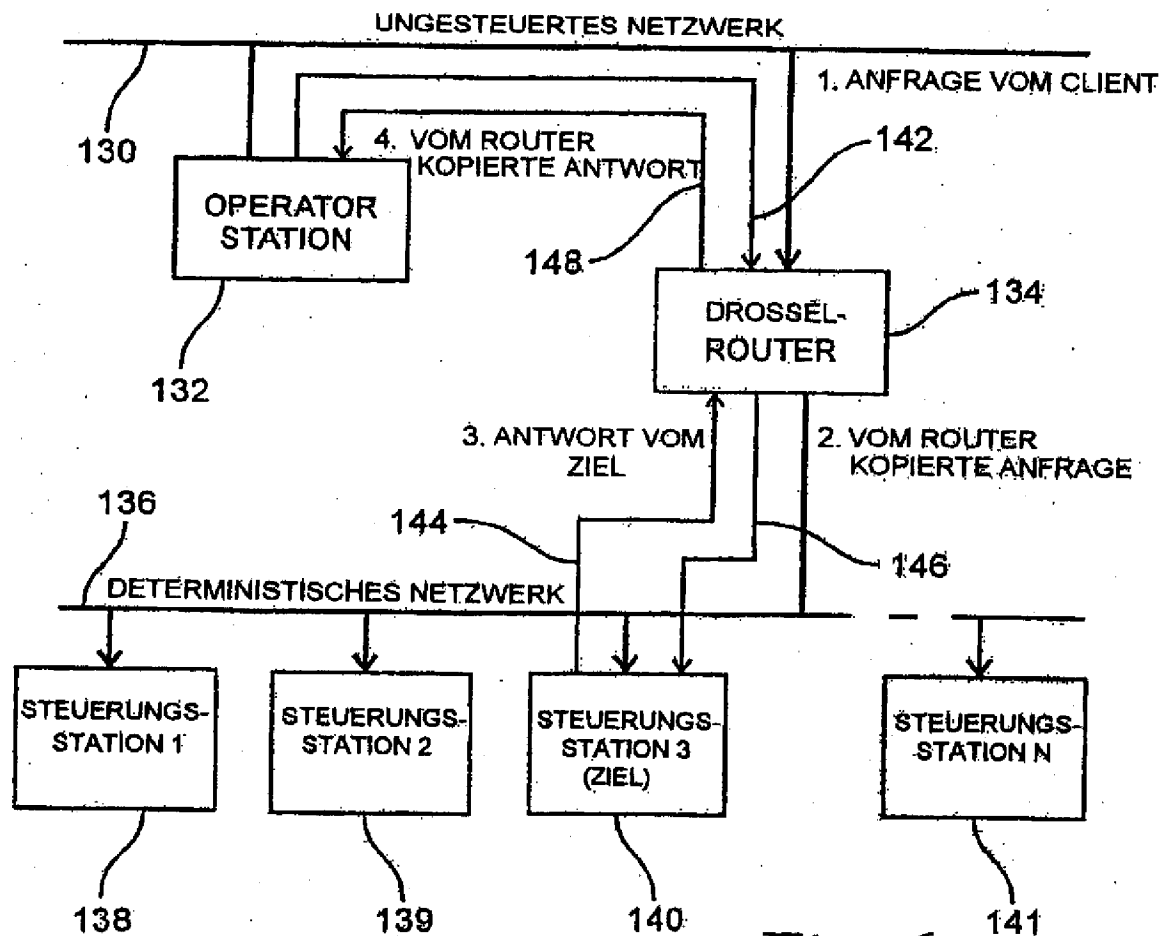 UNGESTEUERTES NETZWERK
1. ANFRAGE VOM CLIENT
130
4. VOM ROUTER
KOPIERTE ANTWORT
142
OPERATOR
STATION
148
134
DROSSEL-
ROUTER
132
3. ANTWORT VOM
ZIEL
2. VOM ROUTER
KOPIERTE ANFRAGE
136
144
146
DETERMINISTISCHES NETZWERK
STEUERUNGS-
STATION 1
STEUERUNGS-
STATION 2
STEUERUNGS-
STATION 3
(ZIEL)
STEUERUNGS-
STATION N
138
139
140
141